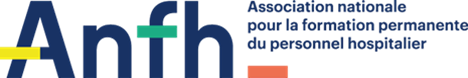 Anfh
Association nationale
pour la formation permanente
du personnel hospitalier